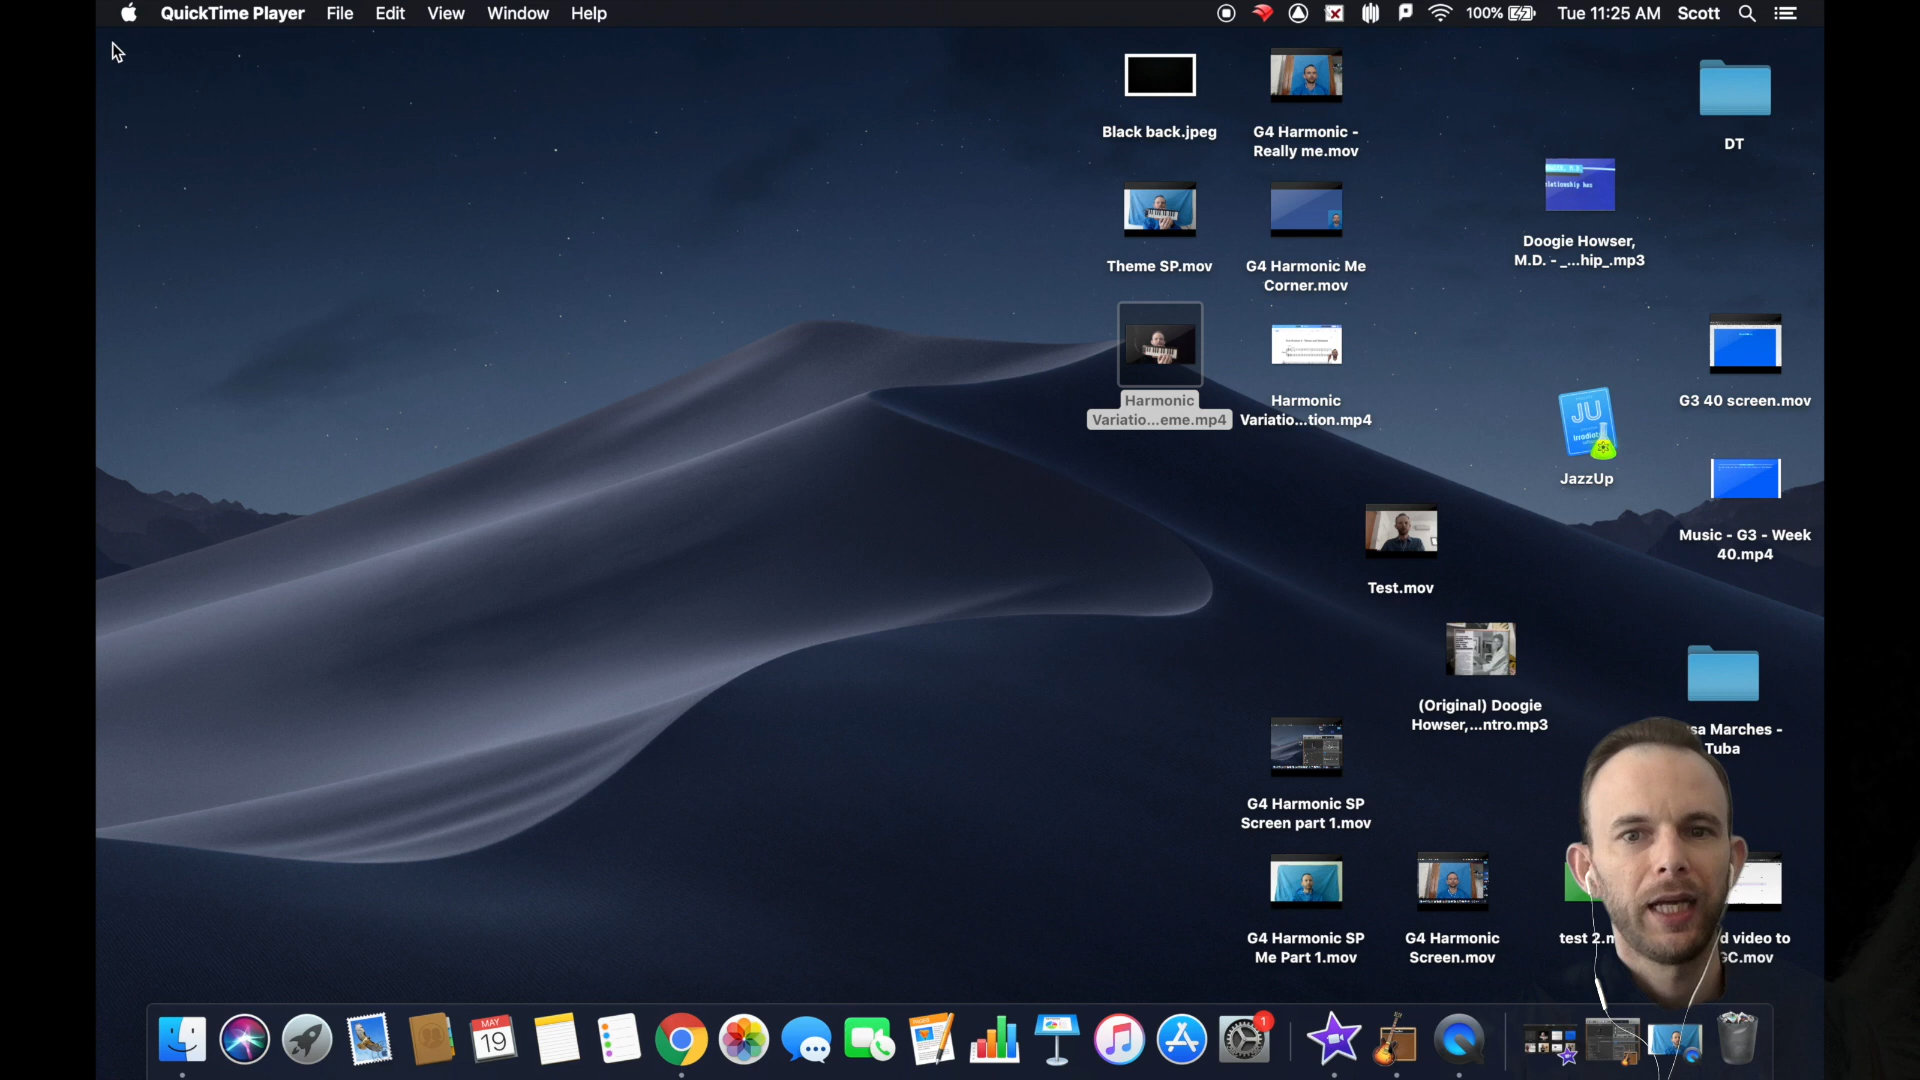 QuickTime Player File Edit View Window Help 100% Tue 11:25 AM Scott
Black back.jpeg
G4 Harmonic -
Really me.mov
DT
Theme SP.mov
G4 Harmonic Me
Corner.mov
Doogie Howser,
M.D. - _...hip_.mp3
Harmonic
Variatio...eme.mp4
Harmonic
Variatio...tion.mp4
G3 40 screen.mov
JU
JazzUp
Test.mov
Music - G3 - Week
40.mp4
(Original) Doogie
Howser,...ntro.mp3
sa Marches -
Tuba
G4 Harmonic SP
Screen part 1.mov
G4 Harmonic SP
Me Part 1.mov
G4 Harmonic
Screen.mov
test 2.m
d video to
GC.mov
MAY
19
1